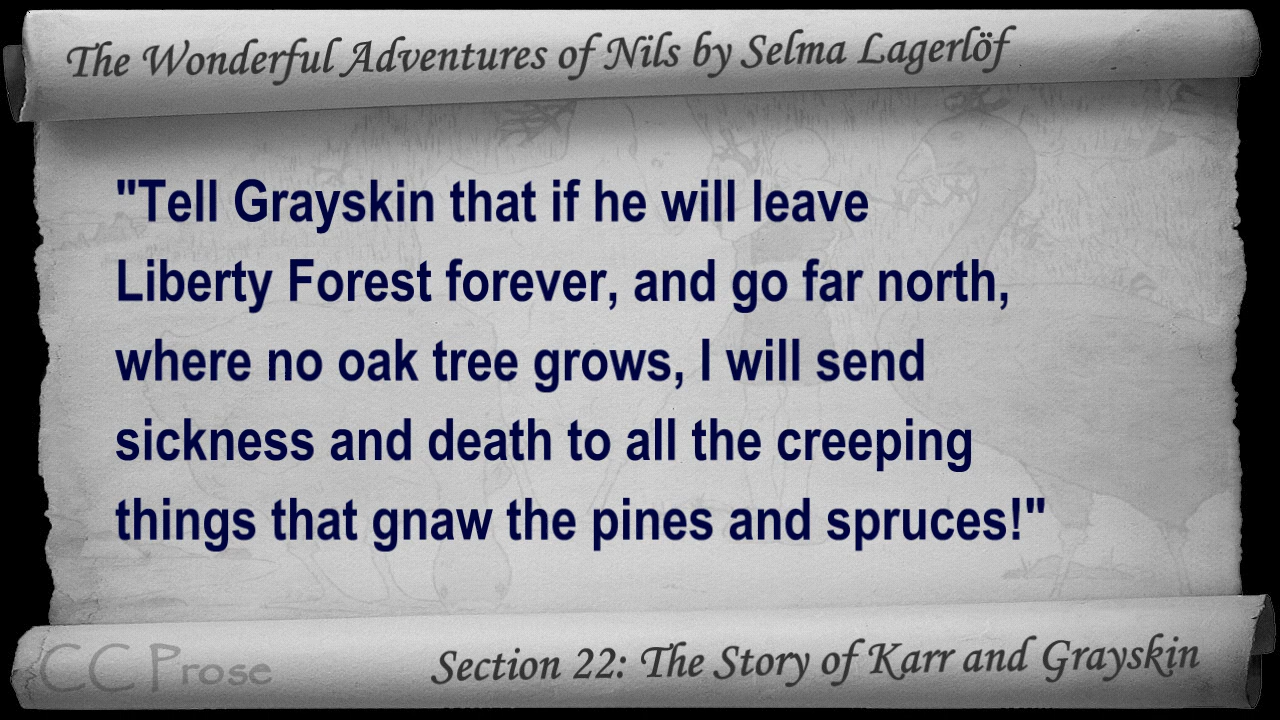 The Wonderful Adventures of Nils by Selma Lagerlöf
"Tell Grayskin that if he will leave
Liberty Forest forever, and go far north,
where no oak tree grows, I will send
sickness and death to all the creeping
things that gnaw the pines and spruces!"
CC Prose
Section 22: The Story of Karr and Grayskin